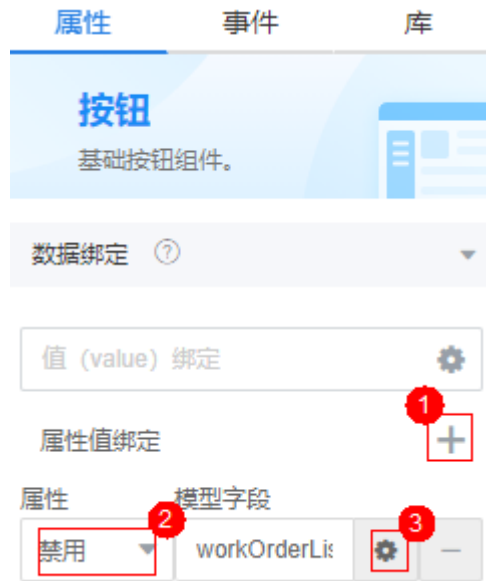 属性 事件 库
按钮
基础按钮组件。
数据绑定 ?
值（value）绑定
1
属性值绑定
属性 模型字段
2 3
禁用 workOrderLis